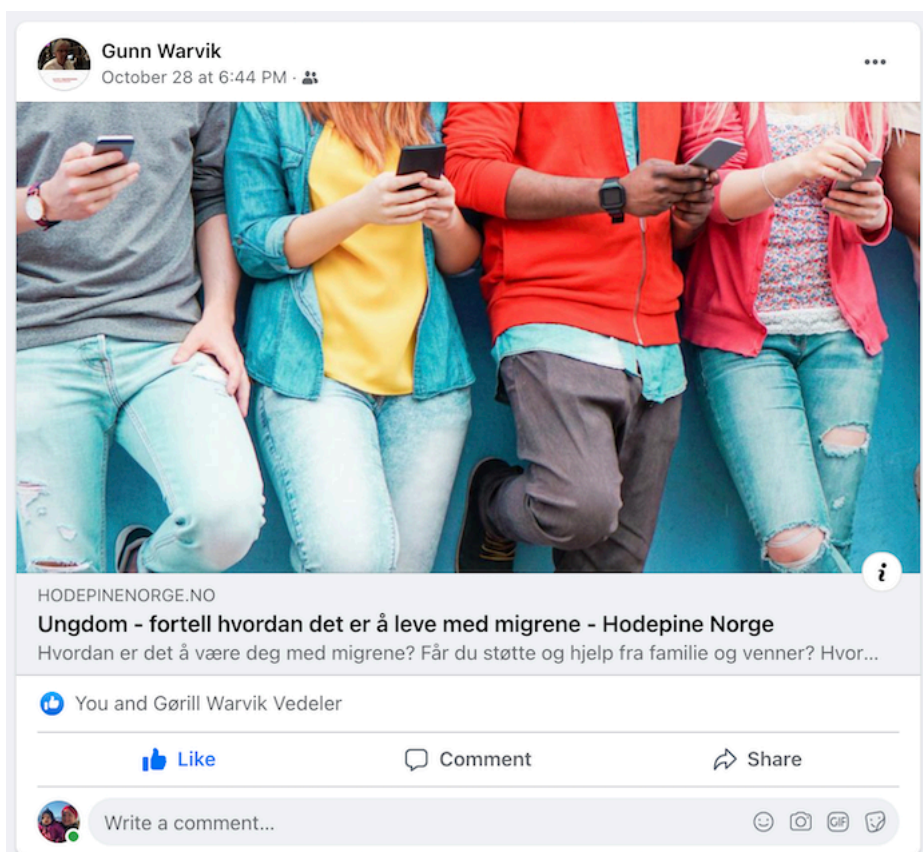 Gunn Warvik
October 28 at 6:44 PM ·
HODEPINENORGE.NO
Ungdom - fortell hvordan det er å leve med migrene - Hodepine Norge
Hvordan er det å være deg med migrene? Får du støtte og hjelp fra familie og venner? Hvor...
You and Gørill Warvik Vedeler
Like
Comment
Share
Write a comment...
GIF